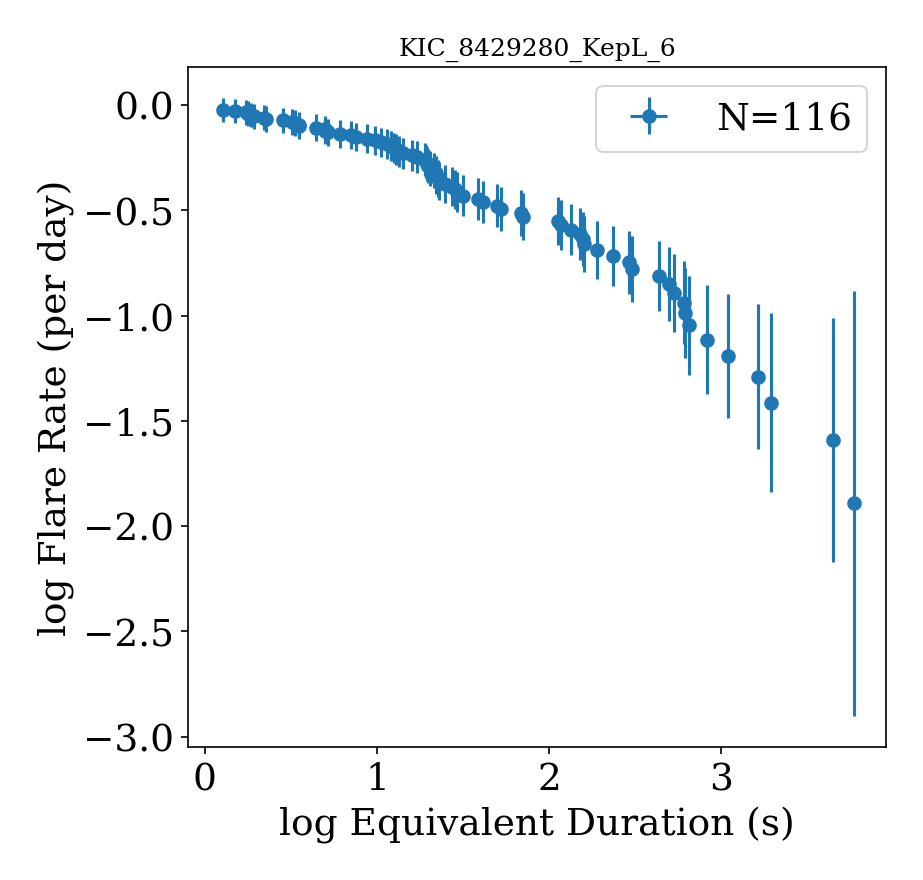 KIC_8429280_KepL_6
N=116
log Flare Rate (per day)
0.0
−0.5
−1.0
−1.5
−2.0
−2.5
−3.0
0 1 2 3
log Equivalent Duration (s)